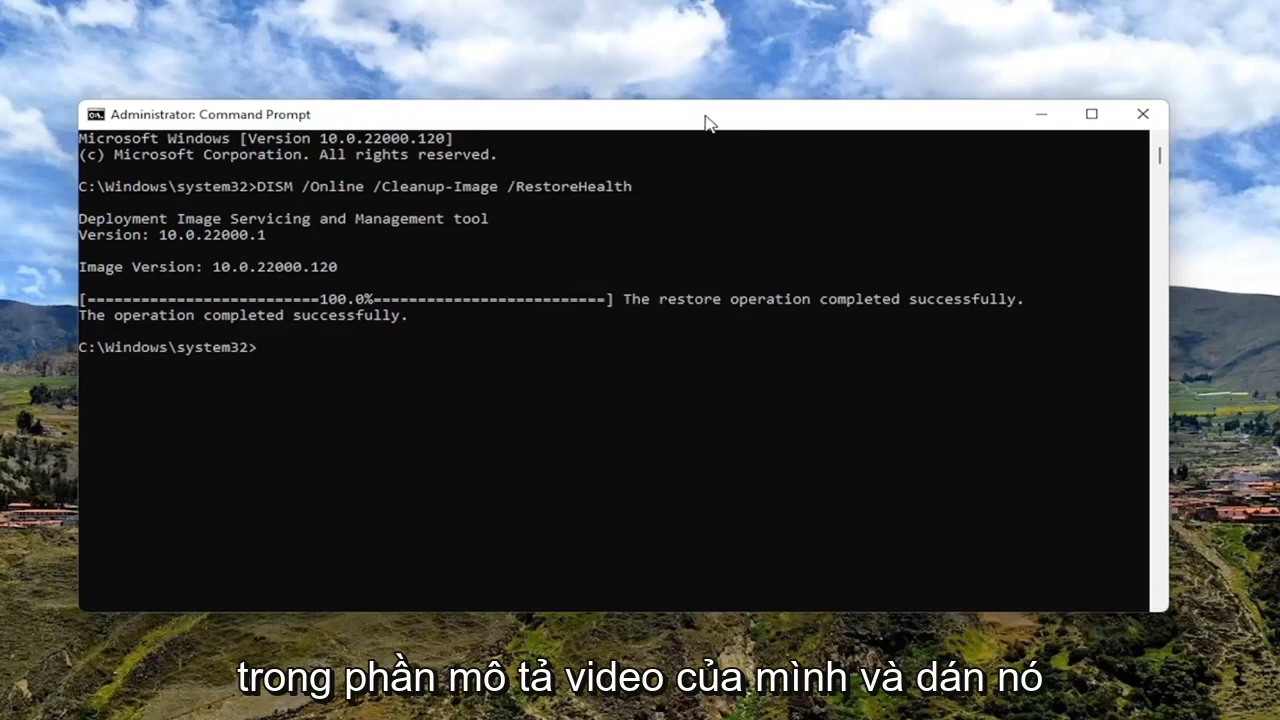 Administrator: Command Prompt
Microsoft Windows [Version 10.0.22000.120]
(c) Microsoft Corporation. All rights reserved.
C:\Windows\system32>DISM /Online /Cleanup-Image /RestoreHealth
Deployment Image Servicing and Management tool
Version: 10.0.22000.1
Image Version: 10.0.22000.120
[==========================100.0%==========================] The restore operation completed successfully.
The operation completed successfully.
C:\Windows\system32>
trong phần mô tả video của mình và dán nó